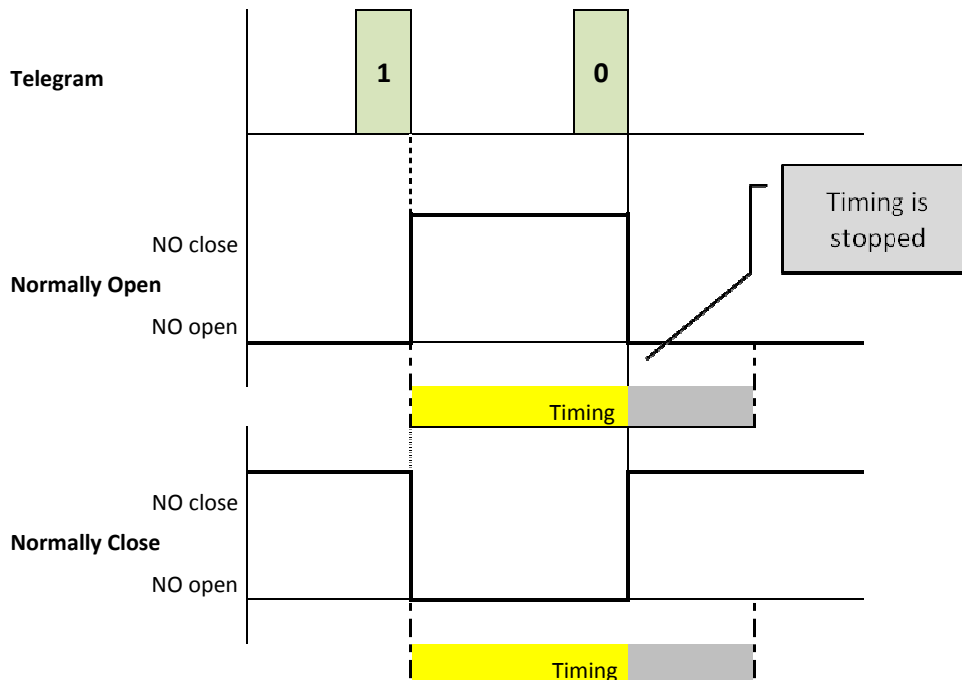 1
0
Telegram
Timing is
stopped
NO close
Normally Open
NO open
Timing
NO close
Normally Close
NO open
Timing